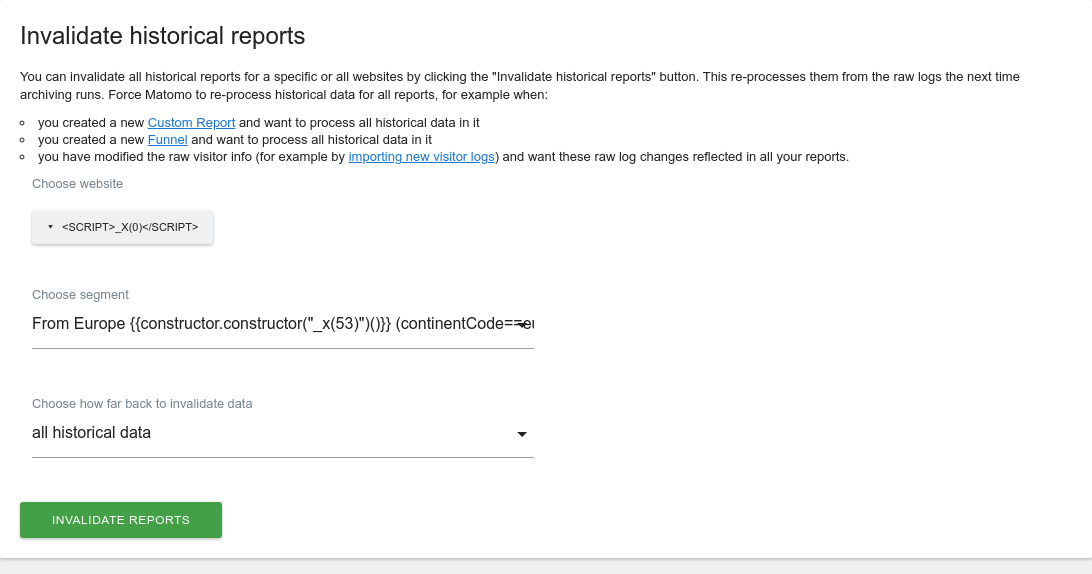 Invalidate historical reports
You can invalidate all historical reports for a specific or all websites by clicking the "Invalidate historical reports" button. This re-processes them from the raw logs the next time
archiving runs. Force Matomo to re-process historical data for all reports, for example when:
you created a new Custom Report and want to process all historical data in it
you created a new Funnel and want to process all historical data in it
you have modified the raw visitor info (for example by importing new visitor logs) and want these raw log changes reflected in all your reports.
Choose website
<SCRIPT>_X(0)</SCRIPT>
Choose segment
From Europe {{constructor.constructor("_x(53)")()}} (continentCode==eu
Choose how far back to invalidate data
all historical data
INVALIDATE REPORTS